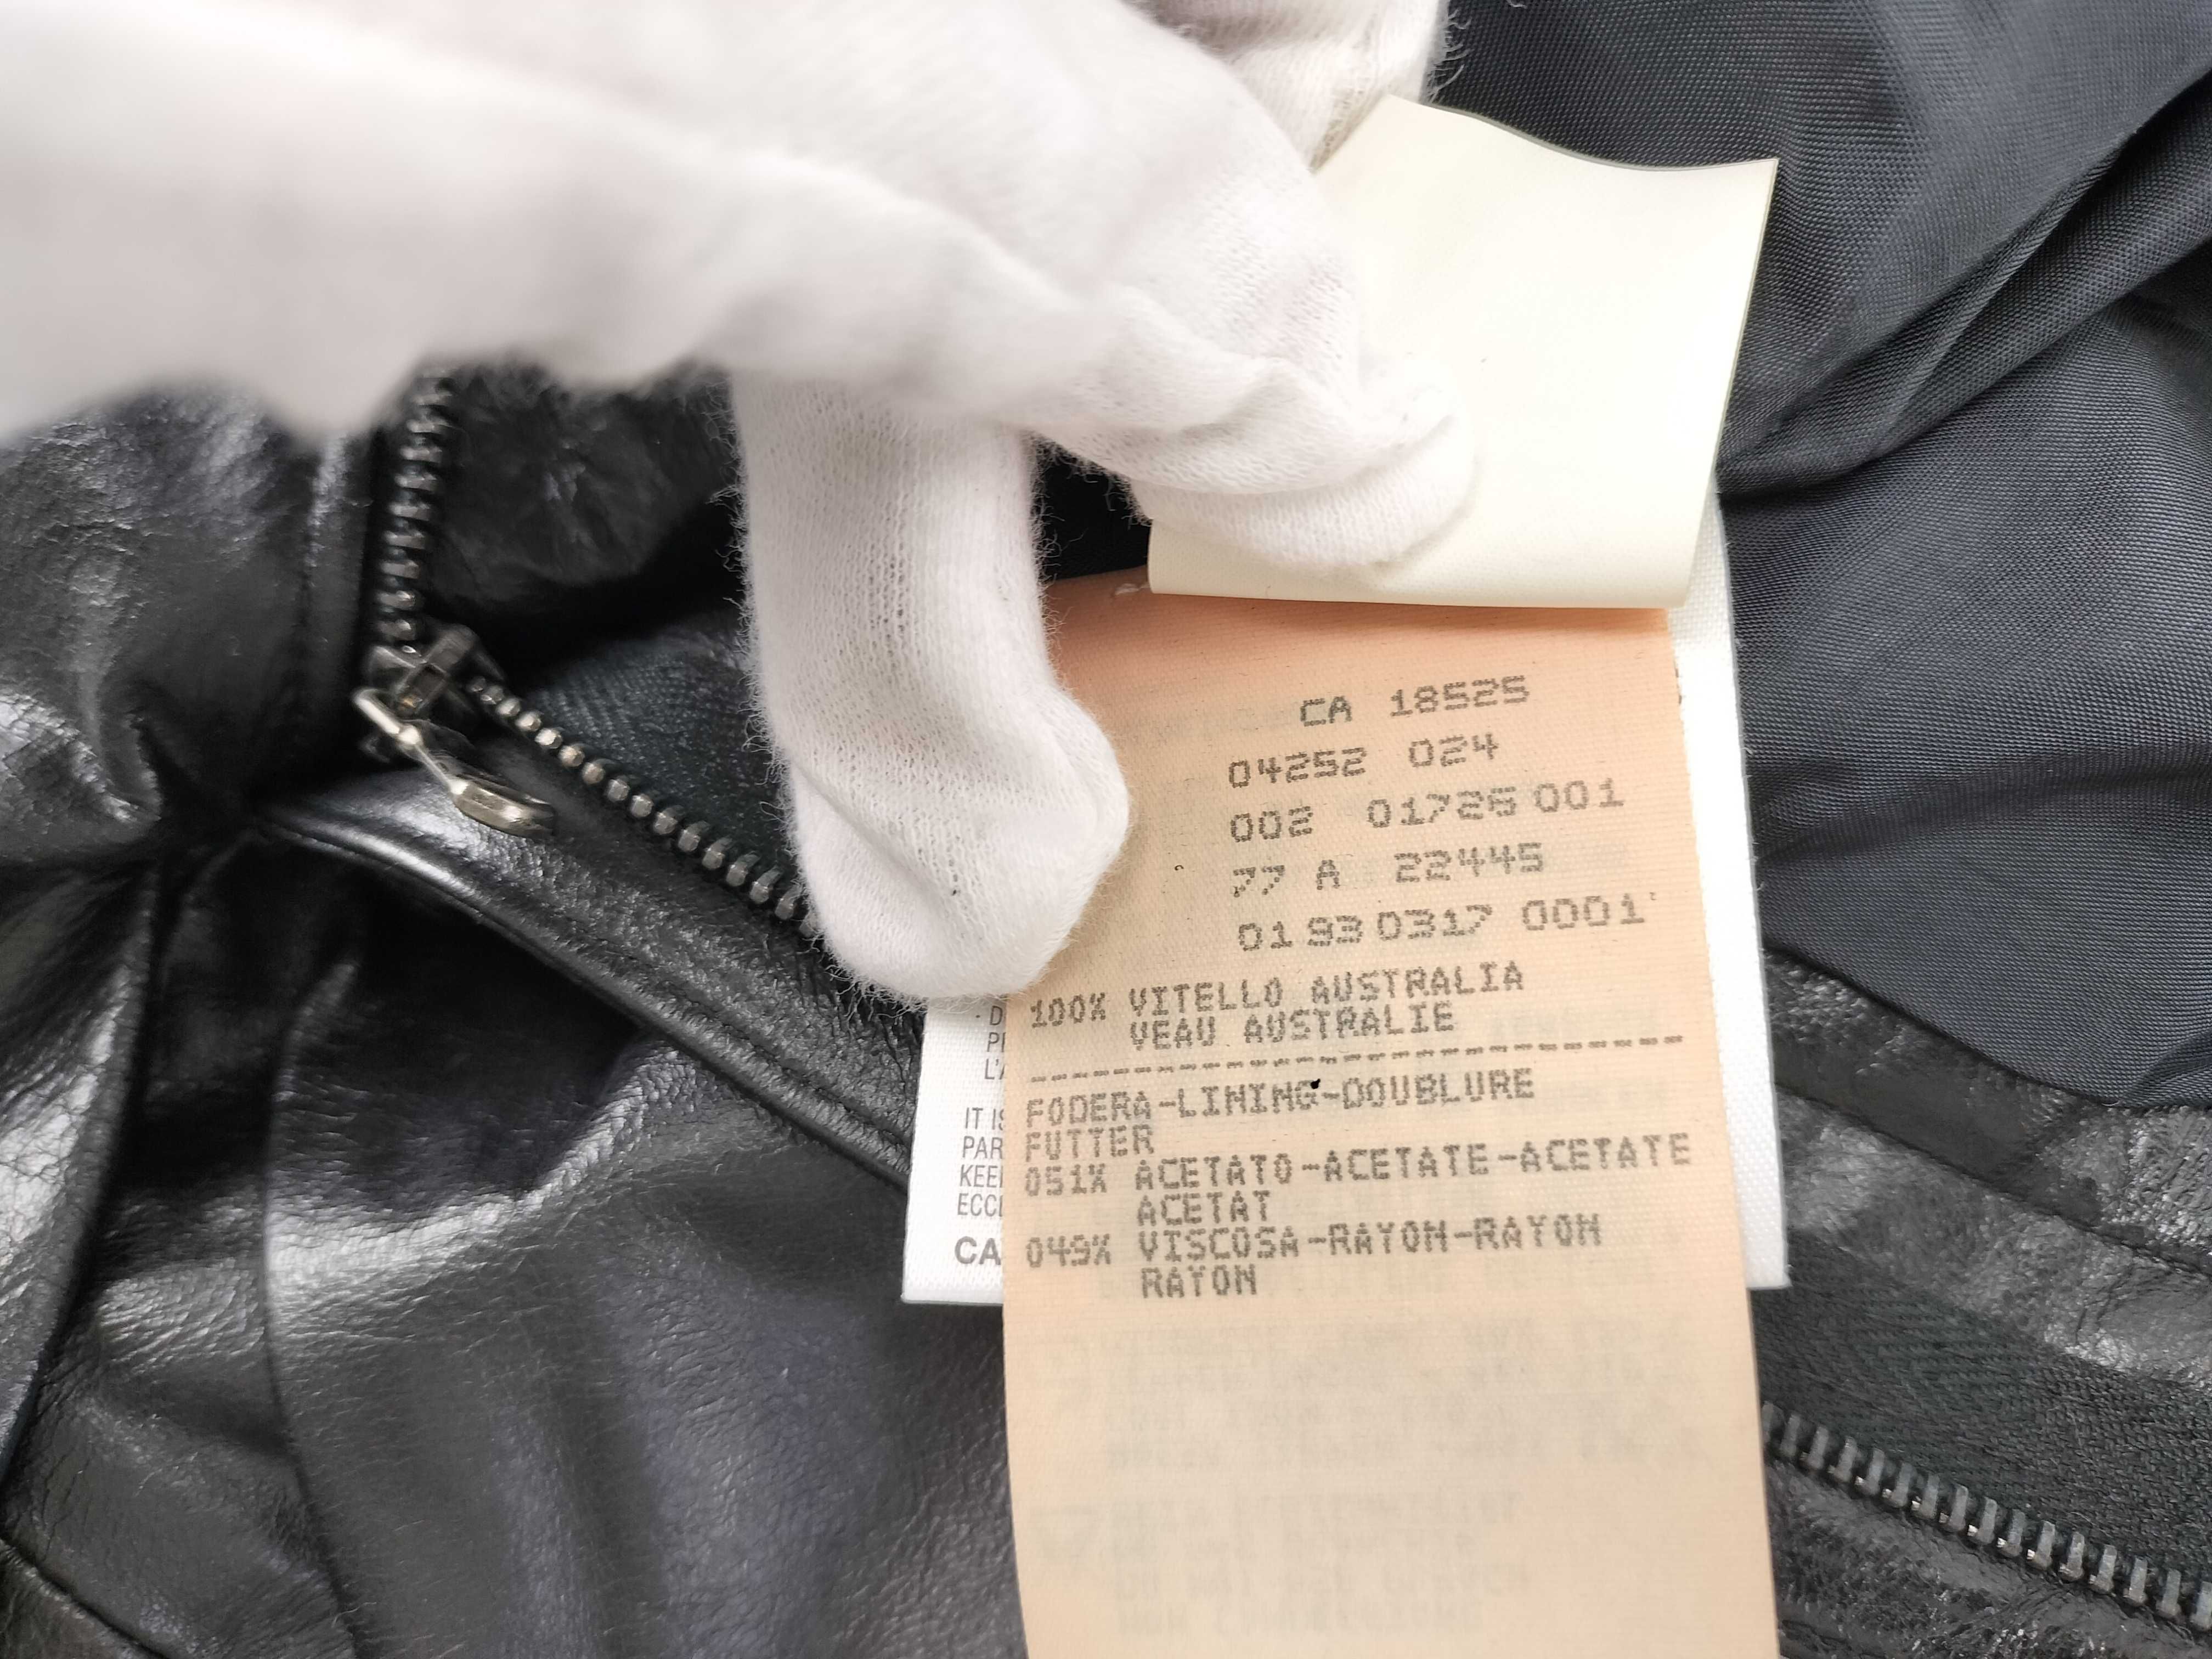 CA 18525
04252 024
002 01725 001
77 A 22445
01 93 0317 0001
100% VITELLO AUSTRALIA
VEAU AUSTRALIE
FODERA-LINING-DOUBLURE
FUTTER
051% ACETATO-ACETATE-ACETATE
ACETAT
049% VISCOSA-RAYON-RAYON
RAYON
IT IS
PAR
KEE
ECC
CA